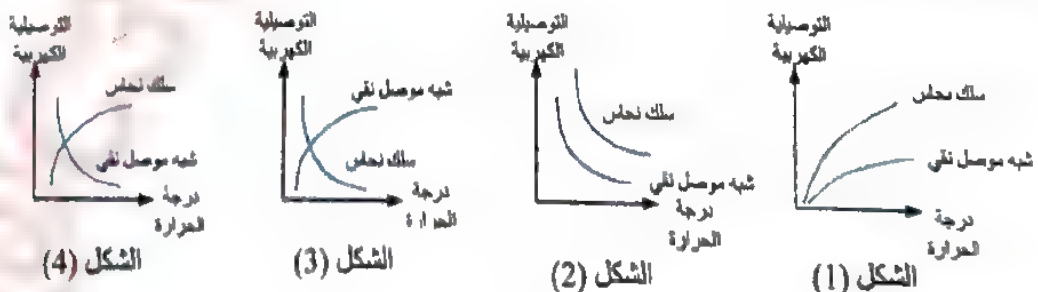 التوصيلية
الكهربية
سلك نحاس
شبه موصل نقي
درجة
الحرارة
الشكل (1)
التوصيلية
الكهربية
سلك نحاس
شبه موصل نقي
درجة
الحرارة
الشكل (2)
التوصيلية
الكهربية
شبه موصل نقي
سلك نحاس
درجة
الحرارة
الشكل (3)
التوصيلية
الكهربية
سلك نحاس
شبه موصل نقي
درجة
الحرارة
الشكل (4)